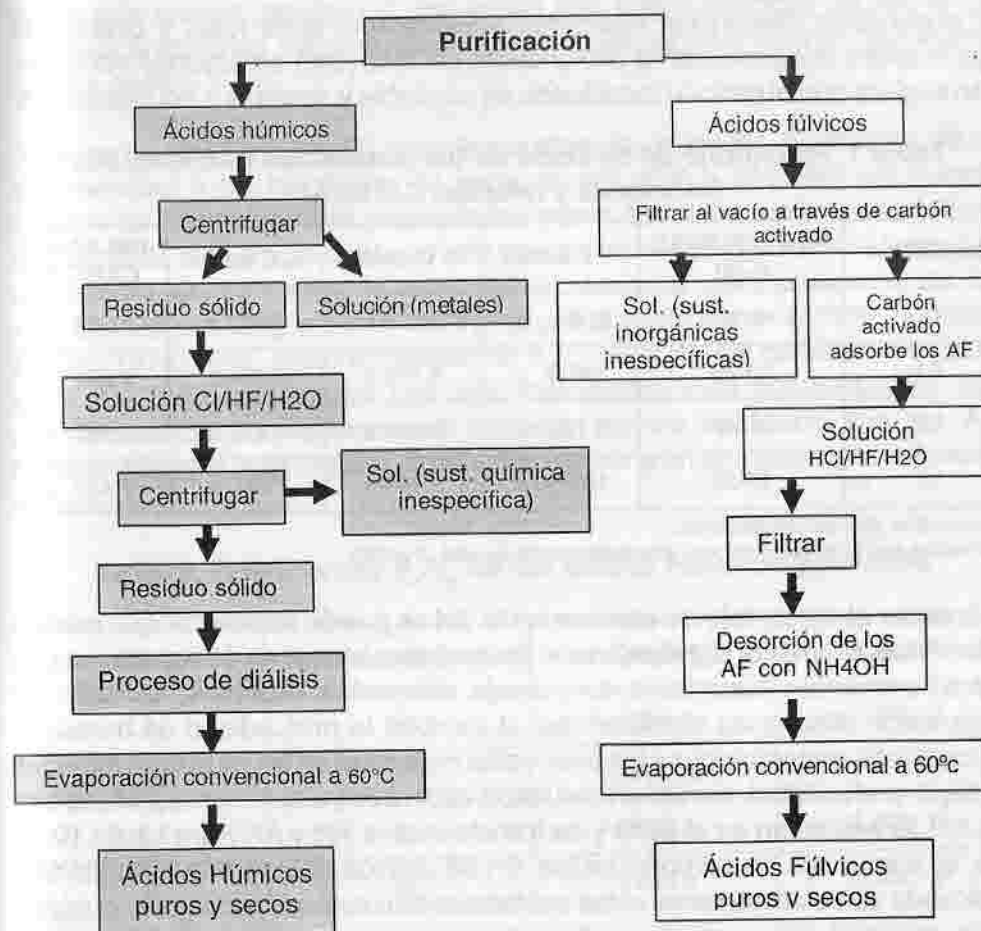 Purificación
Ácidos húmicos
Centrifugar
Residuo sólido
Solución (metales)
Solución Cl/HF/H2O
Centrifugar
Sol. (sust. química
inespecífica)
Residuo sólido
Proceso de diálisis
Evaporación convencional a 60ºC
Ácidos Húmicos
puros y secos
Ácidos fúlvicos
Filtrar al vacío a través de carbón
activado
Sol. (sust.
inorgánicas
inespecíficas)
Carbón
activado
adsorbe los AF
Solución
HCl/HF/H2O
Filtrar
Desorción de los
AF con NH4OH
Evaporación convencional a 60ºc
Ácidos Fúlvicos
puros y secos